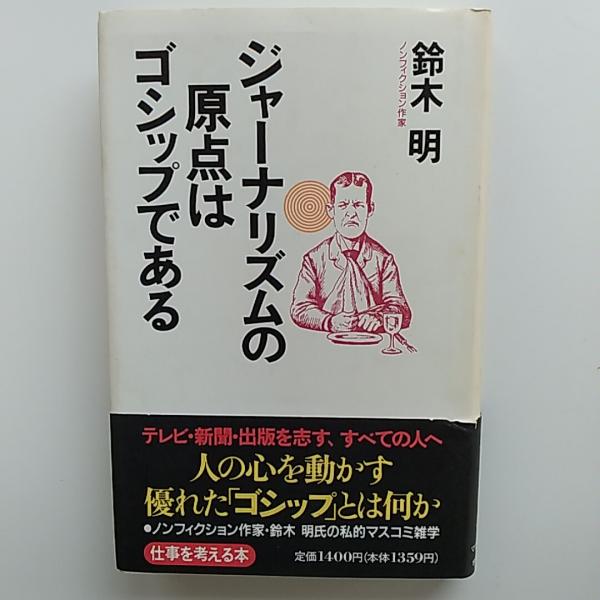 ジャーナリズムの
原点は
ゴシップである
鈴木 明
ノンフィクション作家
テレビ・新聞・出版を志す、すべての人へ
人の心を動かす
優れた「ゴシップ」とは何か
●ノンフィクション作家・鈴木 明氏の私的マスコミ雑学
仕事を考える本
定価1400円(本体1359円)